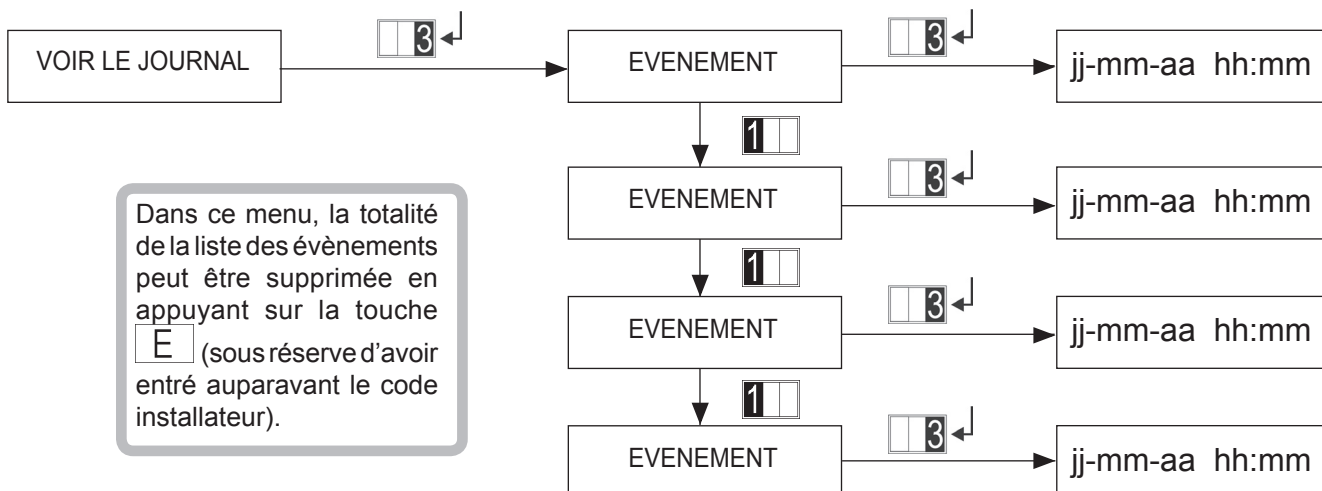 3
3
VOIR LE JOURNAL
EVENEMENT
jj-mm-aa hh:mm
1
3
EVENEMENT
jj-mm-aa hh:mm
Dans ce menu, la totalité
de la liste des évènements
peut être supprimée en
appuyant sur la touche
E (sous réserve d'avoir
entré auparavant le code
installateur).
1
3
EVENEMENT
jj-mm-aa hh:mm
1
3
EVENEMENT
jj-mm-aa hh:mm